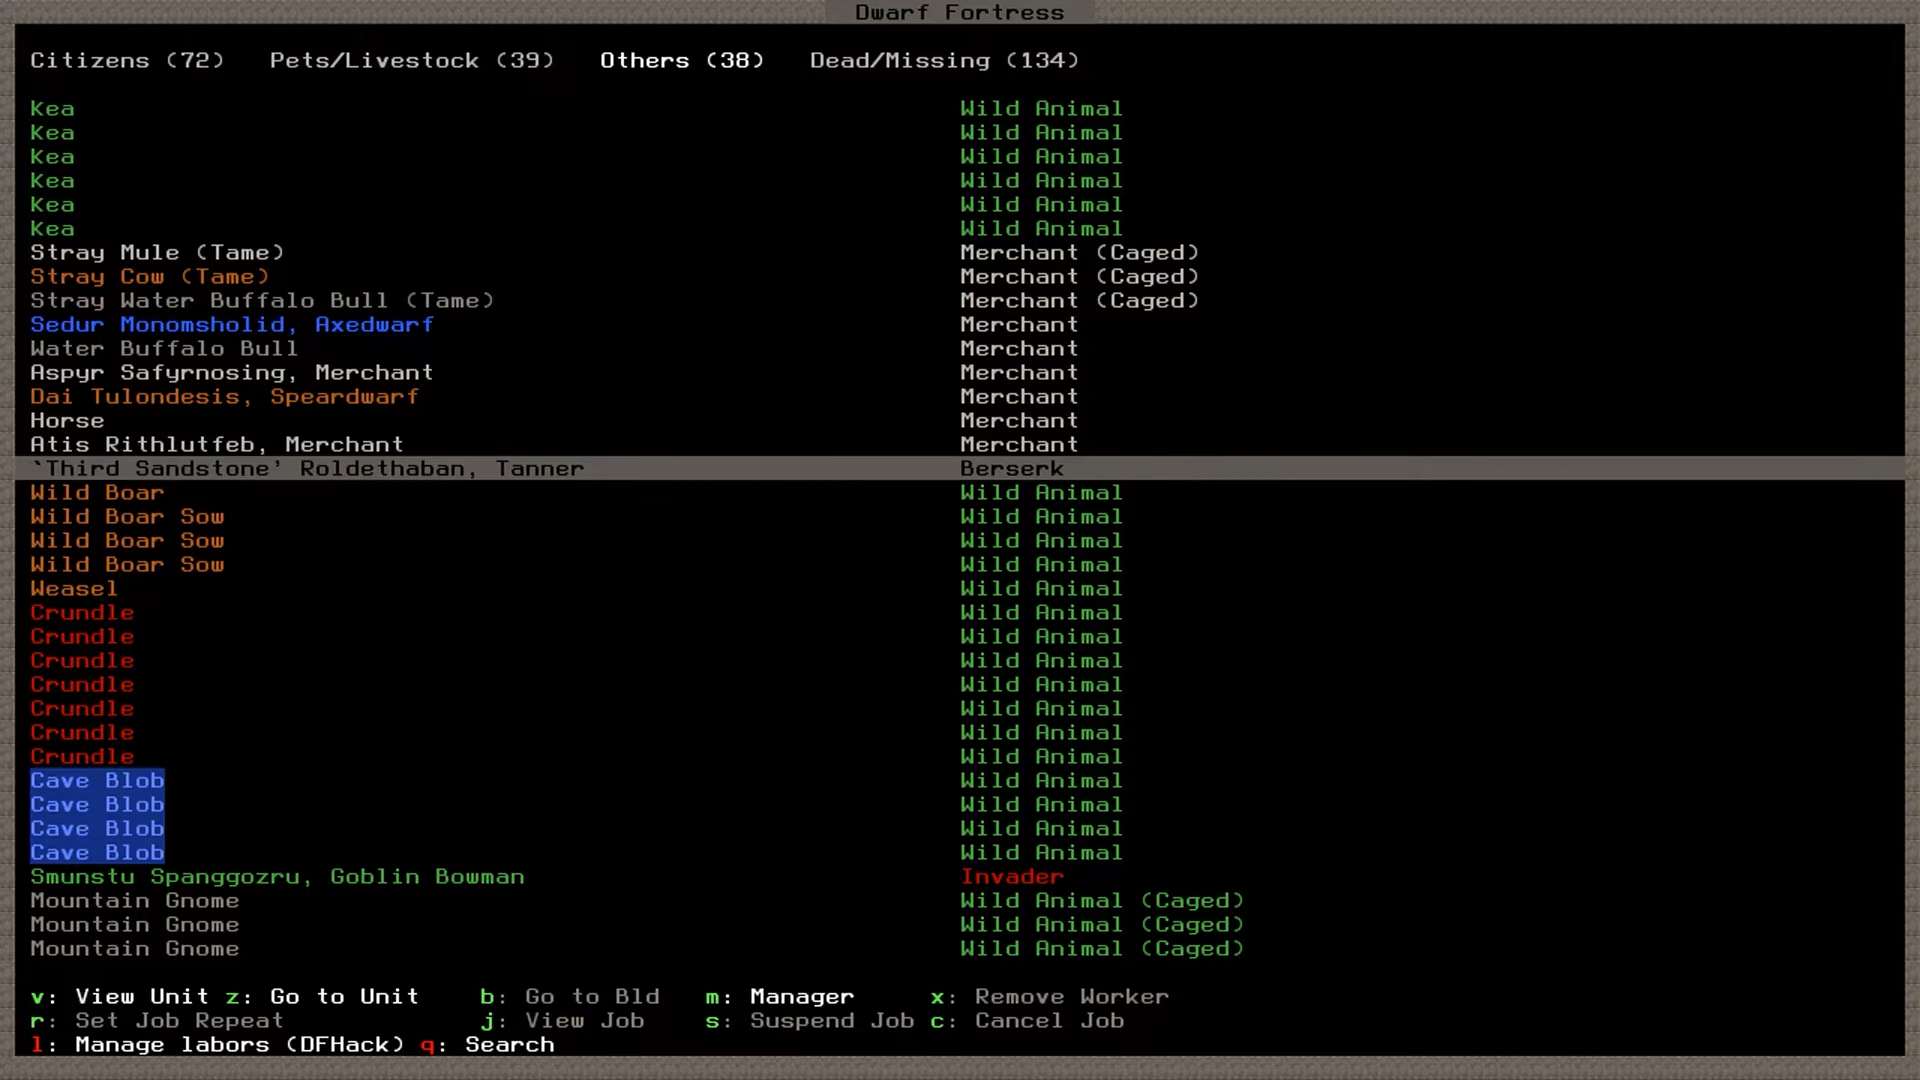 Dwarf Fortress
Citizens (72) Pets/Livestock (39) Others (38) Dead/Missing (134)
Kea Wild Animal
Kea Wild Animal
Kea Wild Animal
Kea Wild Animal
Kea Wild Animal
Kea Wild Animal
Stray Mule (Tame) Merchant (Caged)
Stray Cow (Tame) Merchant (Caged)
Stray Water Buffalo Bull (Tame) Merchant (Caged)
Sedur Monomsholid, Axedwarf Merchant
Water Buffalo Bull Merchant
Aspyr Safyrnosing, Merchant Merchant
Dai Tulondesis, Speardwarf Merchant
Horse Merchant
Atis Rithlutfeb, Merchant Merchant
`Third Sandstone' Roldethaban, Tanner Berserk
Wild Boar Wild Animal
Wild Boar Sow Wild Animal
Wild Boar Sow Wild Animal
Wild Boar Sow Wild Animal
Weasel Wild Animal
Crundle Wild Animal
Crundle Wild Animal
Crundle Wild Animal
Crundle Wild Animal
Crundle Wild Animal
Crundle Wild Animal
Crundle Wild Animal
Cave Blob Wild Animal
Cave Blob Wild Animal
Cave Blob Wild Animal
Cave Blob Wild Animal
Smunstu Spanggozru, Goblin Bowman Invader
Mountain Gnome Wild Animal (Caged)
Mountain Gnome Wild Animal (Caged)
Mountain Gnome Wild Animal (Caged)
v: View Unit z: Go to Unit b: Go to Bld m: Manager x: Remove Worker
r: Set Job Repeat j: View Job s: Suspend Job c: Cancel Job
l: Manage labors (DFHack) q: Search